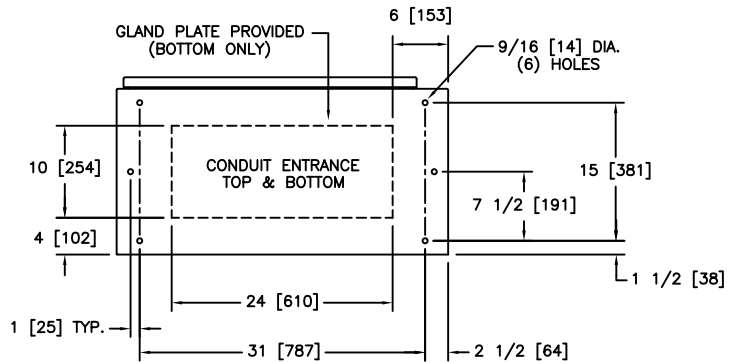 6 [153]
GLAND PLATE PROVIDED
(BOTTOM ONLY)
9/16 [14] DIA.
(6) HOLES
10 [254]
CONDUIT ENTRANCE
TOP & BOTTOM
15 [381]
7 1/2 [191]
4 [102]
1 1/2 [38]
24 [610]
1 [25] TYP.
31 [787]
2 1/2 [64]